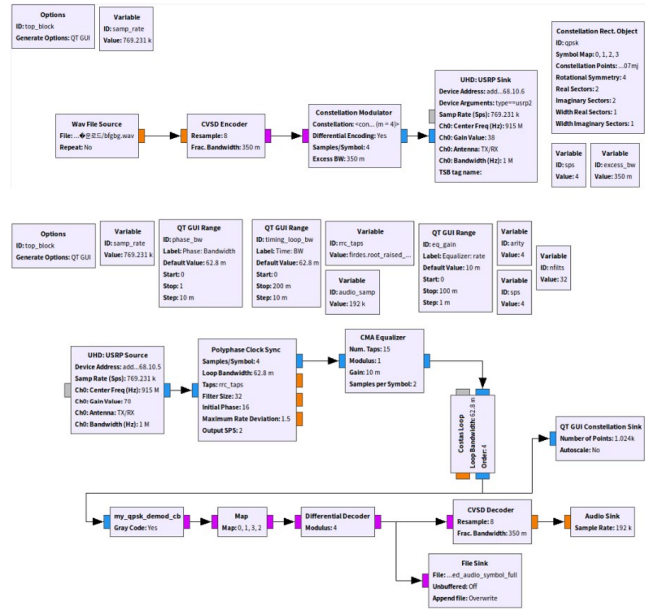 Options
ID: top_block
Generate Options: QT GUI
Variable
ID: samp_rate
Value: 769.231 k
Wav File Source
File: ...�운로드/bfgbg.wav
Repeat: No
CVSD Encoder
Resample: 8
Frac. Bandwidth: 350 m
Constellation Modulator
Constellation: <con... (m = 4)>
Differential Encoding: Yes
Samples/Symbol: 4
Excess BW: 350 m
UHD: USRP Sink
Device Address: add...68.10.6
Device Arguments: type==usrp2
Samp Rate (Sps): 769.231 k
Ch0: Center Freq (Hz): 915 M
Ch0: Gain Value: 38
Ch0: Antenna: TX/RX
Ch0: Bandwidth (Hz): 1 M
TSB tag name:
Constellation Rect. Object
ID: qpsk
Symbol Map: 0, 1, 2, 3
Constellation Points: ...07mj
Rotational Symmetry: 4
Real Sectors: 2
Imaginary Sectors: 2
Width Real Sectors: 1
Width Imaginary Sectors: 1
Variable
ID: sps
Value: 4
Variable
ID: excess_bw
Value: 350 m
Options
ID: top_block
Generate Options: QT GUI
Variable
ID: samp_rate
Value: 769.231 k
QT GUI Range
ID: phase_bw
Label: Phase: Bandwidth
Default Value: 62.8 m
Start: 0
Stop: 1
Step: 10 m
QT GUI Range
ID: timing_loop_bw
Label: Time: BW
Default Value: 62.8 m
Start: 0
Stop: 200 m
Step: 10 m
Variable
ID: rrc_taps
Value: firdes.root_raised_...
Variable
ID: audio_samp
Value: 192 k
QT GUI Range
ID: eq_gain
Label: Equalizer: rate
Default Value: 10 m
Start: 0
Stop: 100 m
Step: 1 m
Variable
ID: arity
Value: 4
Variable
ID: sps
Value: 4
Variable
ID: nfilts
Value: 32
UHD: USRP Source
Device Address: add...68.10.5
Samp Rate (Sps): 769.231 k
Ch0: Center Freq (Hz): 915 M
Ch0: Gain Value: 70
Ch0: Antenna: TX/RX
Ch0: Bandwidth (Hz): 1 M
Polyphase Clock Sync
Samples/Symbol: 4
Loop Bandwidth: 62.8 m
Taps: rrc_taps
Filter Size: 32
Initial Phase: 16
Maximum Rate Deviation: 1.5
Output SPS: 2
CMA Equalizer
Num. Taps: 15
Modulus: 1
Gain: 10 m
Samples per Symbol: 2
Costas Loop
Loop Bandwidth: 62.8 m
Order: 4
QT GUI Constellation Sink
Number of Points: 1.024k
Autoscale: No
my_qpsk_demod_cb
Gray Code: Yes
Map
Map: 0, 1, 3, 2
Differential Decoder
Modulus: 4
CVSD Decoder
Resample: 8
Frac. Bandwidth: 350 m
Audio Sink
Sample Rate: 192 k
File Sink
File: ...ed_audio_symbol_full
Unbuffered: Off
Append file: Overwrite